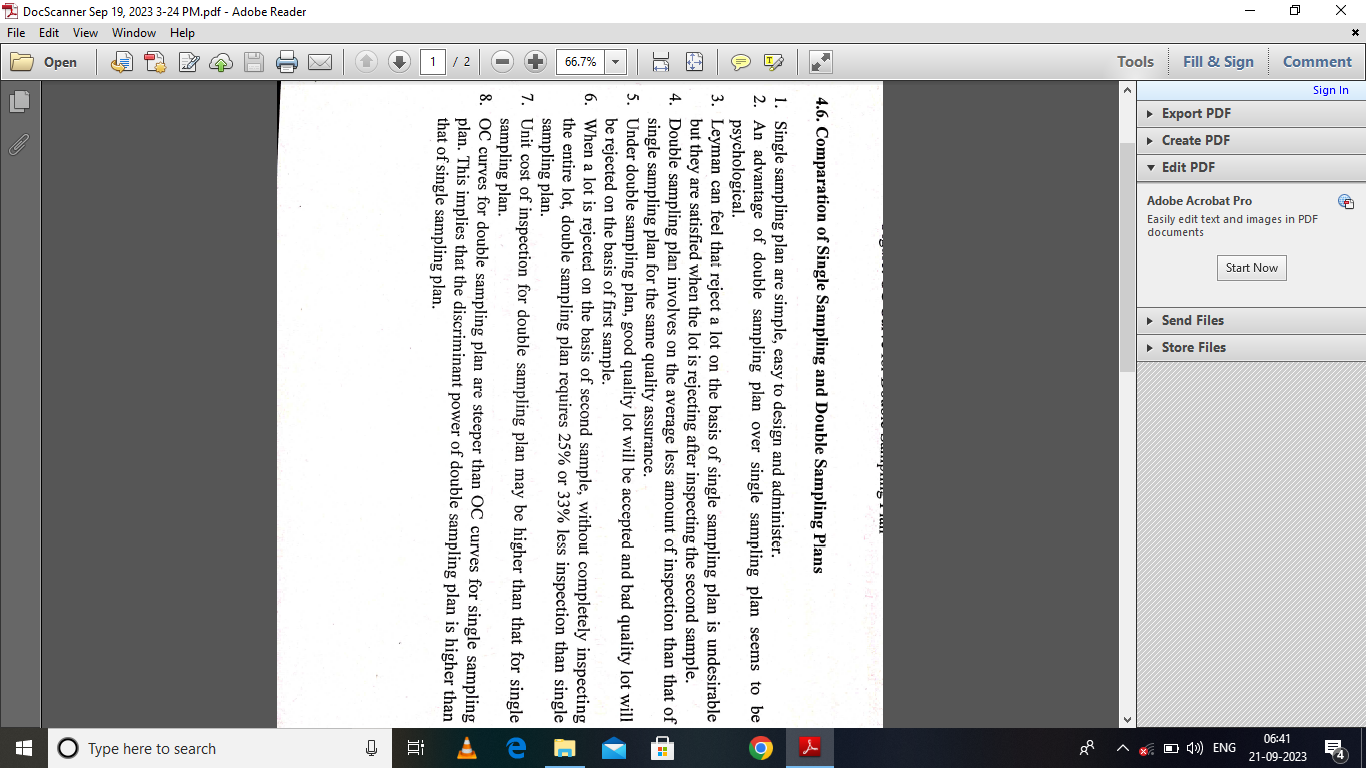 DocScanner Sep 19, 2023 3-24 PM.pdf - Adobe Reader
File Edit View Window Help
Open
1 / 2
66.7%
Tools Fill & Sign Comment
Sign In
Export PDF
Create PDF
Edit PDF
Adobe Acrobat Pro
Easily edit text and images in PDF
documents
Start Now
Send Files
Store Files
4.6. Comparation of Single Sampling and Double Sampling Plans
1. Single sampling plan are simple, easy to design and administer.
2. An advantage of double sampling plan over single sampling plan seems to be
psychological.
3. Leyman can feel that reject a lot on the basis of single sampling plan is undesirable
but they are satisfied when the lot is rejecting after inspecting the second sample.
4. Double sampling plan involves on the average less amount of inspection than that of
single sampling plan for the same quality assurance.
5. Under double sampling plan, good quality lot will be accepted and bad quality lot will
be rejected on the basis of first sample.
6. When a lot is rejected on the basis of second sample, without completely inspecting
the entire lot, double sampling plan requires 25% or 33% less inspection than single
sampling plan.
7. Unit cost of inspection for double sampling plan may be higher than that for single
sampling plan.
8. OC curves for double sampling plan are steeper than OC curves for single sampling
plan. This implies that the discriminant power of double sampling plan is higher than
that of single sampling plan.
Type here to search
ENG
06:41
21-09-2023
4